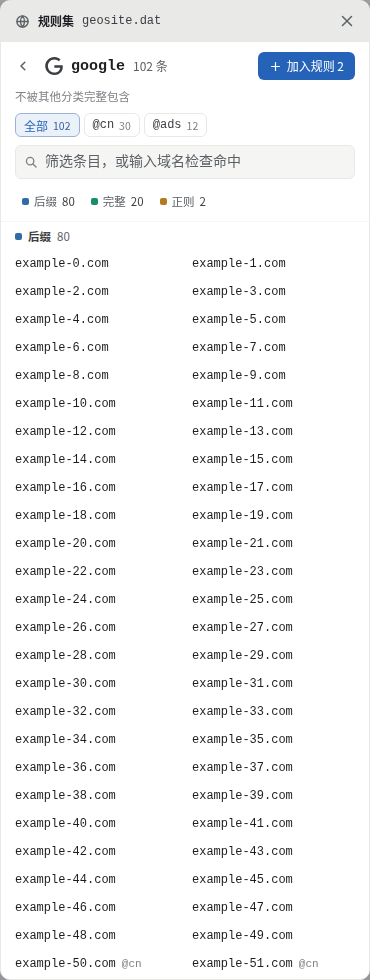 规则集 geosite.dat
google 102 条 加入规则 2
不被其他分类完整包含
全部 102 @cn 30 @ads 12
筛选条目，或输入域名检查命中
后缀 80 完整 20 正则 2
后缀 80
example-0.com example-1.com
example-2.com example-3.com
example-4.com example-5.com
example-6.com example-7.com
example-8.com example-9.com
example-10.com example-11.com
example-12.com example-13.com
example-14.com example-15.com
example-16.com example-17.com
example-18.com example-19.com
example-20.com example-21.com
example-22.com example-23.com
example-24.com example-25.com
example-26.com example-27.com
example-28.com example-29.com
example-30.com example-31.com
example-32.com example-33.com
example-34.com example-35.com
example-36.com example-37.com
example-38.com example-39.com
example-40.com example-41.com
example-42.com example-43.com
example-44.com example-45.com
example-46.com example-47.com
example-48.com example-49.com
example-50.com @cn example-51.com @cn